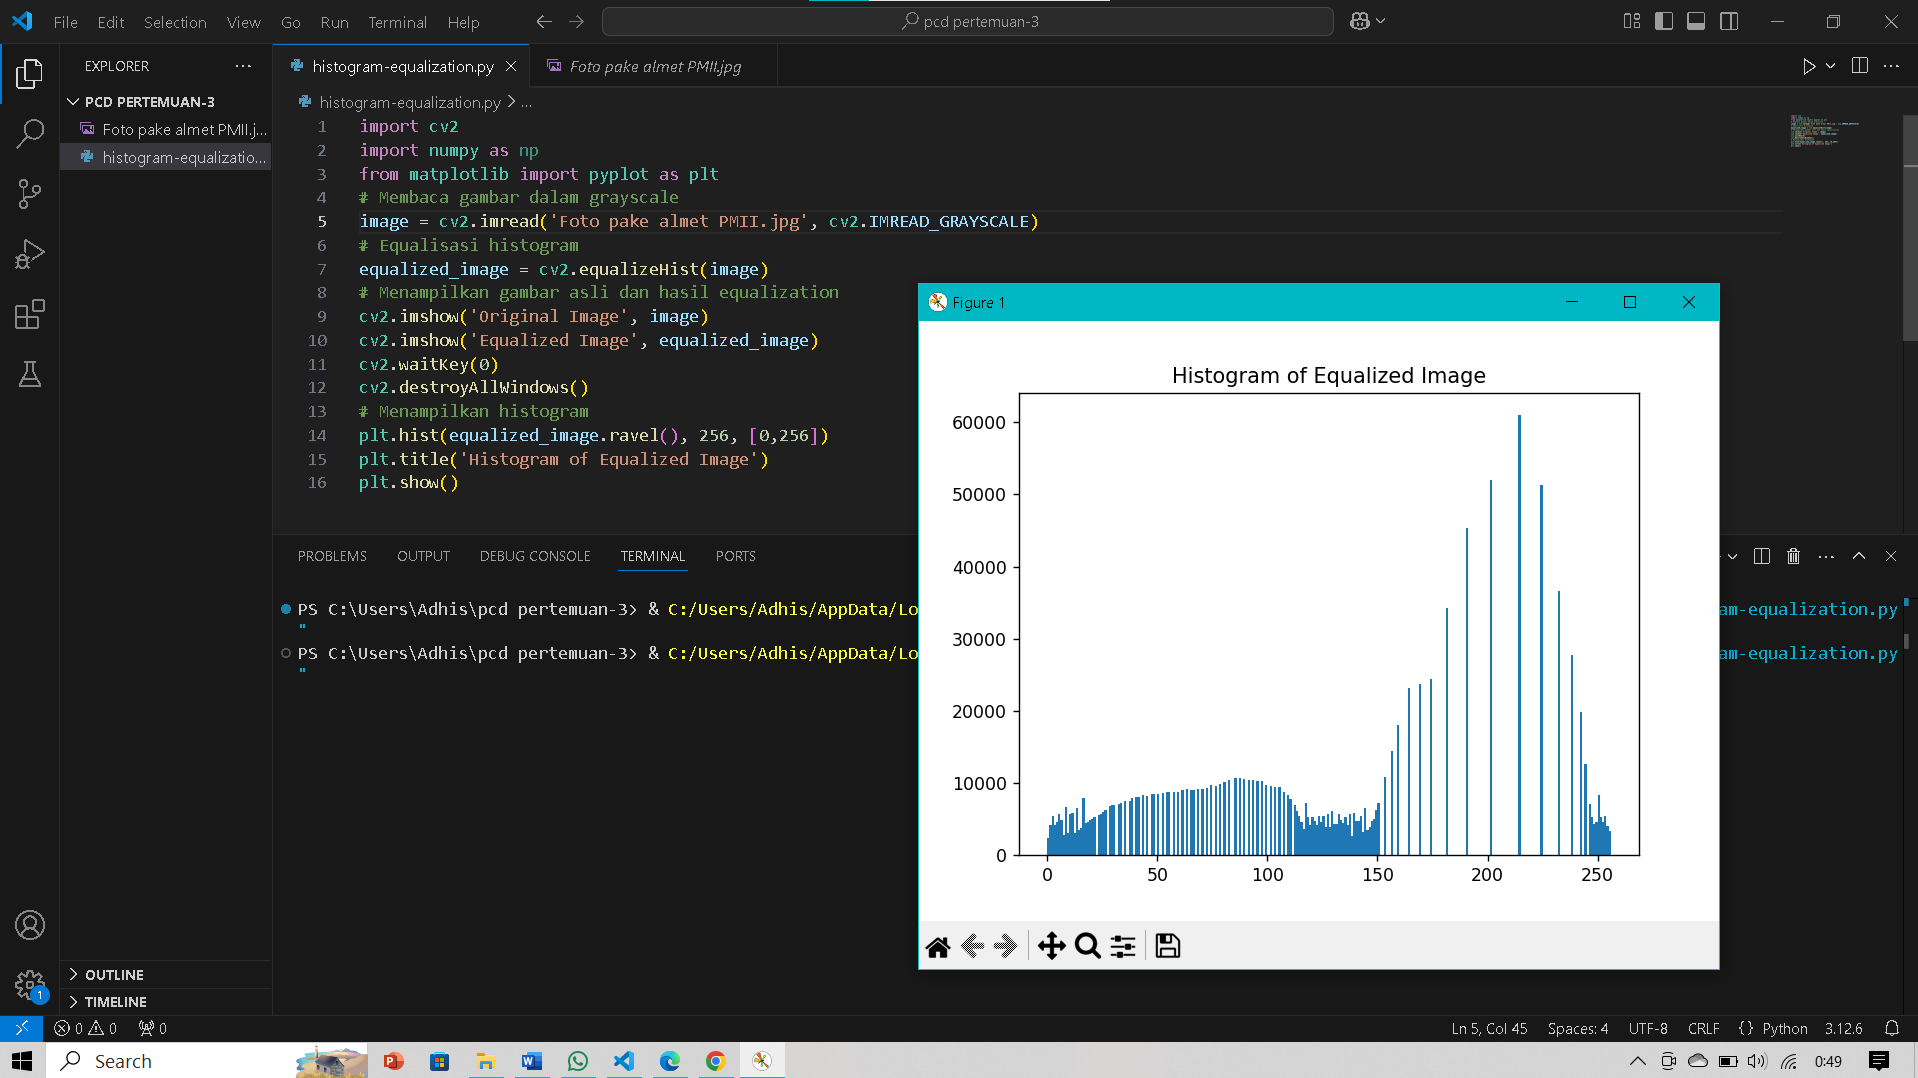 File Edit Selection View Go Run Terminal Help
pcd pertemuan-3
EXPLORER
PCD PERTEMUAN-3
Foto pake almet PMII.j...
histogram-equalizatio...
OUTLINE
TIMELINE
histogram-equalization.py
Foto pake almet PMII.jpg
histogram-equalization.py > ...
1 import cv2
2 import numpy as np
3 from matplotlib import pyplot as plt
4 # Membaca gambar dalam grayscale
5 image = cv2.imread('Foto pake almet PMII.jpg', cv2.IMREAD_GRAYSCALE)
6 # Equalisasi histogram
7 equalized_image = cv2.equalizeHist(image)
8 # Menampilkan gambar asli dan hasil equalization
9 cv2.imshow('Original Image', image)
10 cv2.imshow('Equalized Image', equalized_image)
11 cv2.waitKey(0)
12 cv2.destroyAllWindows()
13 # Menampilkan histogram
14 plt.hist(equalized_image.ravel(), 256, [0,256])
15 plt.title('Histogram of Equalized Image')
16 plt.show()
PROBLEMS OUTPUT DEBUG CONSOLE TERMINAL PORTS
PS C:\Users\Adhis\pcd pertemuan-3> & C:/Users/Adhis/AppData/Lo
am-equalization.py
"
PS C:\Users\Adhis\pcd pertemuan-3> & C:/Users/Adhis/AppData/Lo
am-equalization.py
"
Figure 1
Histogram of Equalized Image
60000
50000
40000
30000
20000
10000
0
0 50 100 150 200 250
1
0 0 0
Ln 5, Col 45 Spaces: 4 UTF-8 CRLF {} Python 3.12.6
Search
0:49